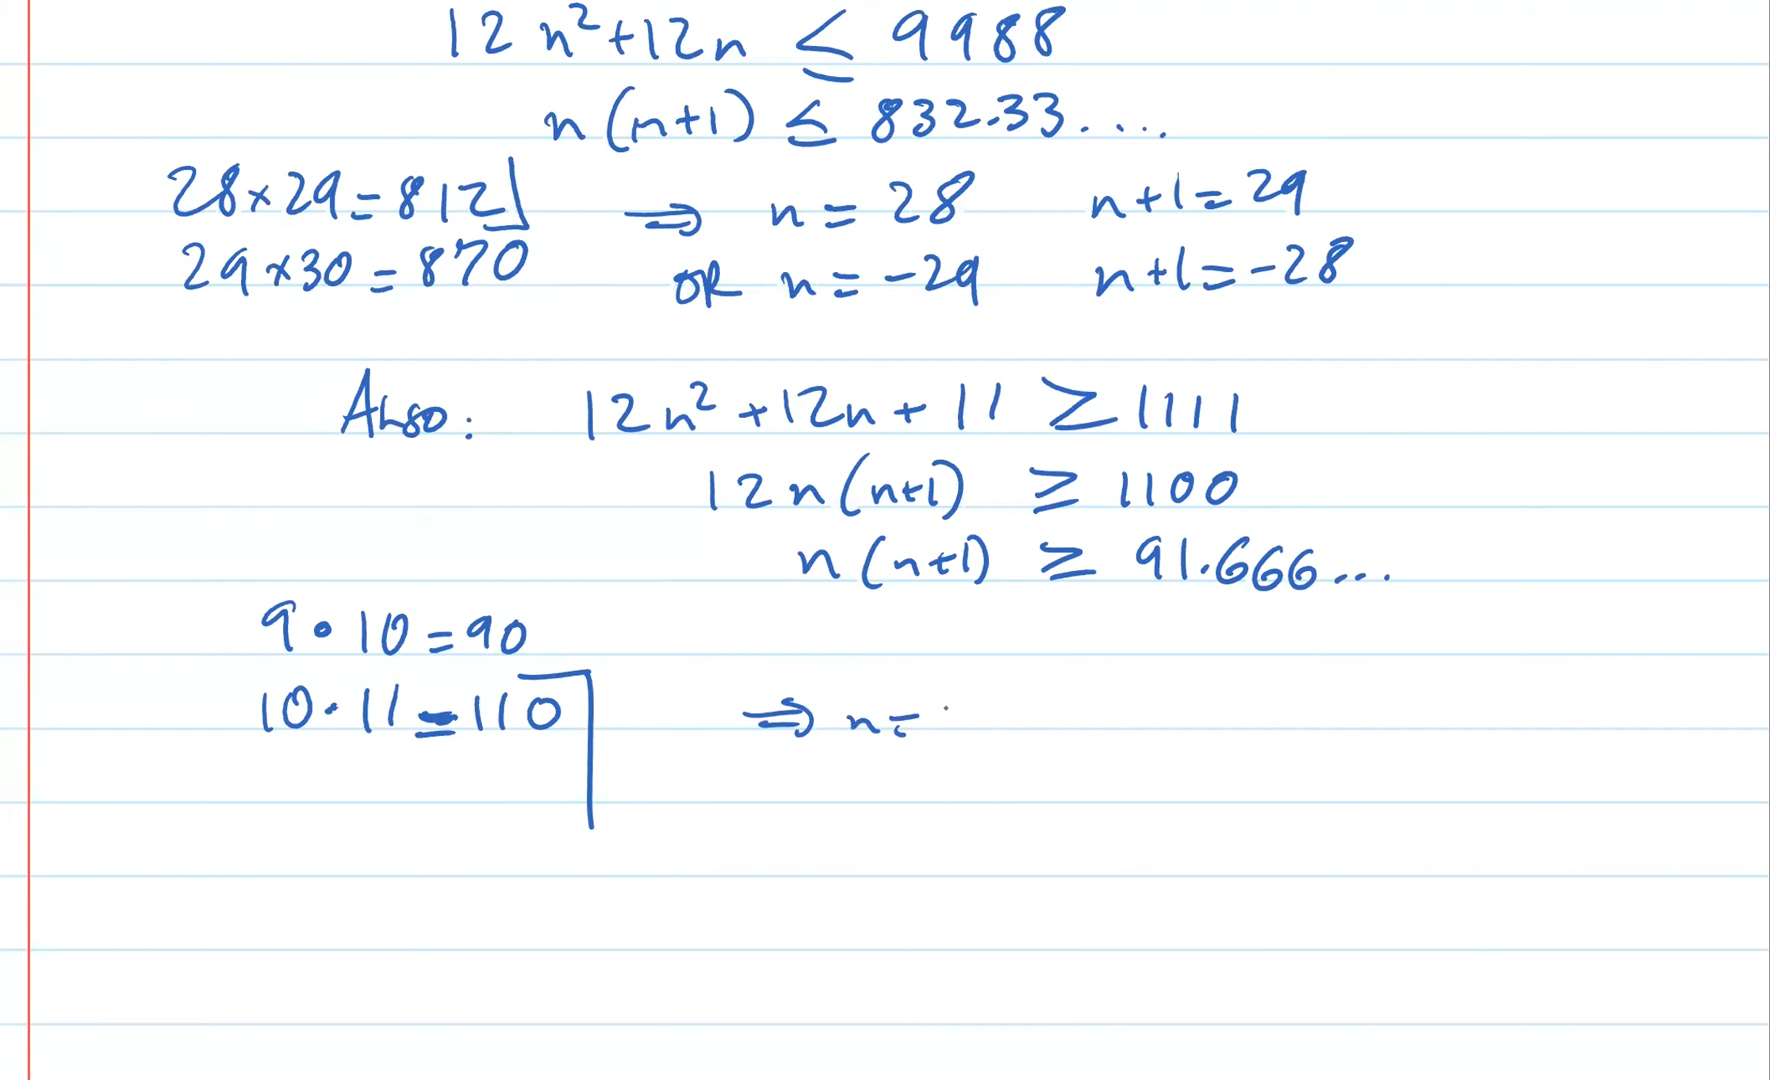 12n²+12n ≤ 9988
n(n+1) ≤ 832.33....
28×29=812 ⇒ n = 28 n+1=29
29×30=870 OR n=-29 n+1=-28
Also: 12n²+12n+11 ≥ 1111
12n(n+1) ≥ 1100
n(n+1) ≥ 91.666...
9•10=90
10·11=110 ⇒ n=